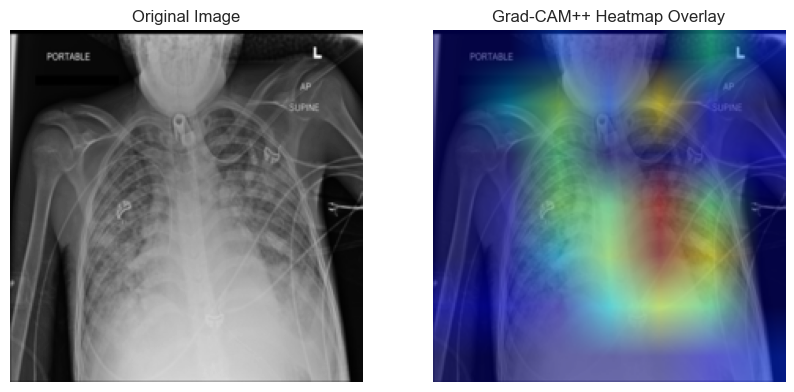 Original Image
Grad-CAM++ Heatmap Overlay
PORTABLE
L
AP
SUPINE
PORTABLE
L
AP
SUPINE